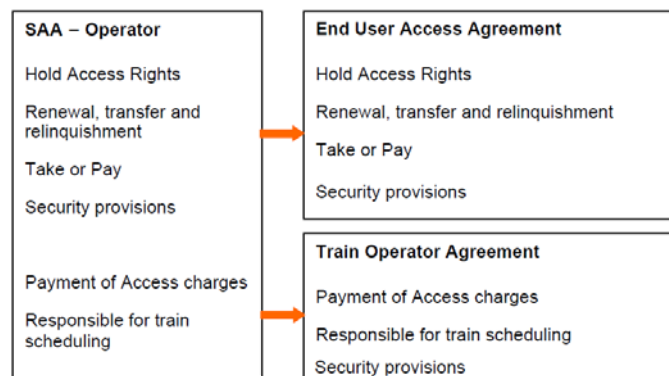 SAA – Operator
Hold Access Rights
Renewal, transfer and
relinquishment
Take or Pay
Security provisions
Payment of Access charges
Responsible for train
scheduling
End User Access Agreement
Hold Access Rights
Renewal, transfer and relinquishment
Take or Pay
Security provisions
Train Operator Agreement
Payment of Access charges
Responsible for train scheduling
Security provisions